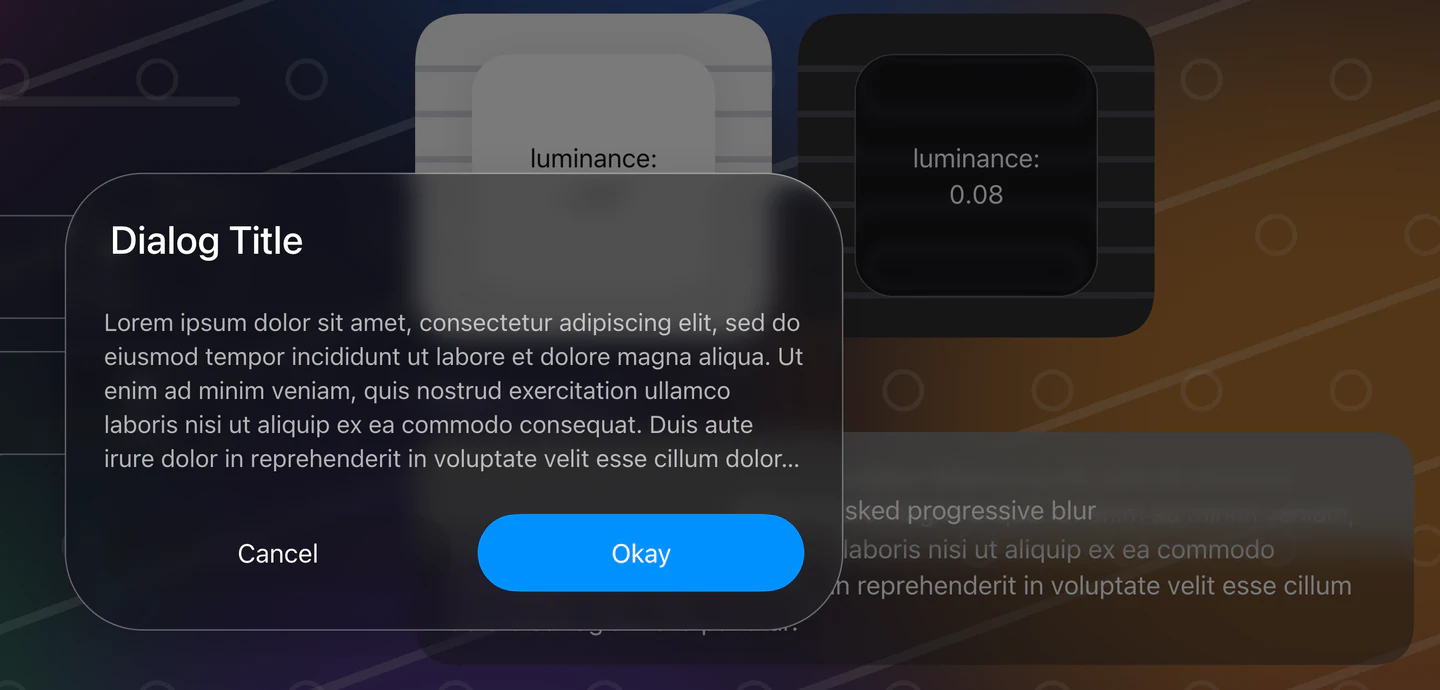 luminance:
luminance:
0.08
Dialog Title
Lorem ipsum dolor sit amet, consectetur adipiscing elit, sed do
eiusmod tempor incididunt ut labore et dolore magna aliqua. Ut
enim ad minim veniam, quis nostrud exercitation ullamco
laboris nisi ut aliquip ex ea commodo consequat. Duis aute
irure dolor in reprehenderit in voluptate velit esse cillum dolor...
Cancel
Okay
sked progressive blur
laboris nisi ut aliquip ex ea commodo
in reprehenderit in voluptate velit esse cillum